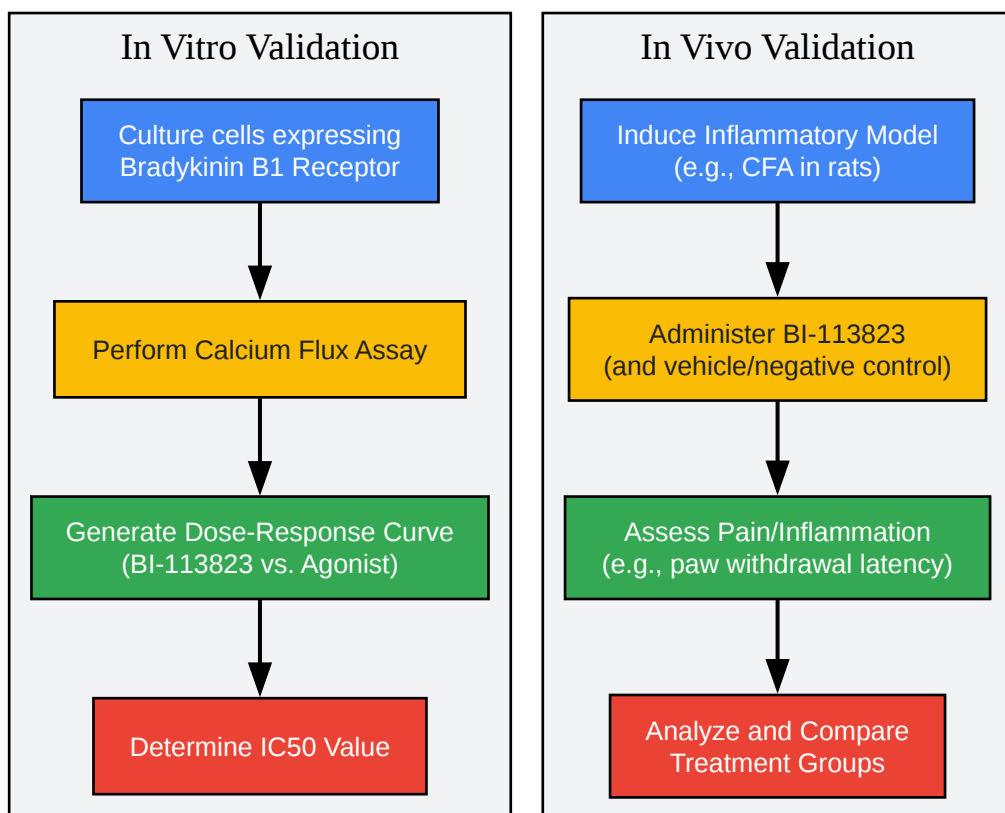 In Vitro Validation
Culture cells expressing
Bradykinin B1 Receptor
Perform Calcium Flux Assay
Generate Dose-Response Curve
(BI-113823 vs. Agonist)
Determine IC50 Value
In Vivo Validation
Induce Inflammatory Model
(e.g., CFA in rats)
Administer BI-113823
(and vehicle/negative control)
Assess Pain/Inflammation
(e.g., paw withdrawal latency)
Analyze and Compare
Treatment Groups